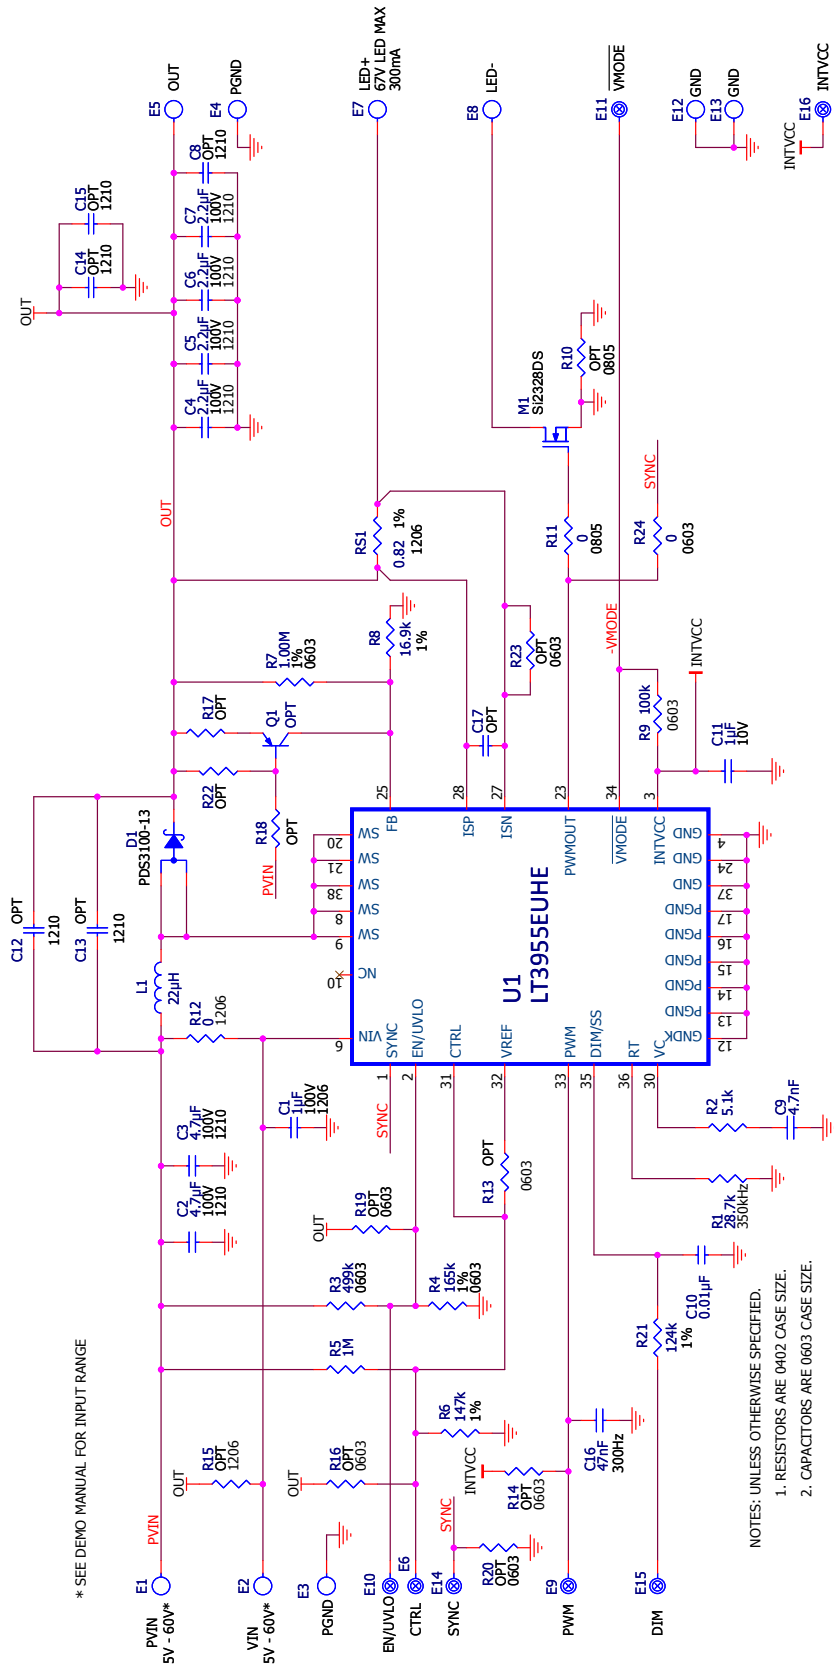 * SEE DEMO MANUAL FOR INPUT RANGE
PVIN
5V - 60V*
E1
PVIN
VIN
5V - 60V*
E2
PGND
E3
EN/UVLO
E10
CTRL
E6
SYNC
E14
SYNC
PWM
E9
DIM
E15
OUT
R15
OPT
1206
OUT
R16
OPT
0603
R20
OPT
0603
INTVCC
R14
OPT
0603
R6
147k
1%
C16
47nF
300Hz
R5
1M
R3
499k
0603
R4
165k
1%
0603
OUT
R19
OPT
0603
R21
124k
1%
C10
0.01µF
C2
4.7µF
100V
1210
C3
4.7µF
100V
1210
C1
1µF
100V
1206
SYNC
R13
OPT
0603
R1
28.7k
350kHz
R2
5.1k
C9
4.7nF
R12
0
1206
L1
22µH
C12
OPT
1210
C13
OPT
1210
D1
PDS3100-13
PVIN
R18
OPT
R22
OPT
R17
OPT
Q1
OPT
R7
1.00M
1%
0603
R8
16.9k
1%
U1
LT3955EUHE
6
VIN
10
NC
9
SW
8
SW
38
SW
21
SW
20
SW
1
SYNC
2
EN/UVLO
31
CTRL
32
VREF
33
PWM
35
DIM/SS
36
RT
30
VC
25
FB
28
ISP
27
ISN
23
PWMOUT
34
VMODE
3
INTVCC
12
GNDK
13
PGND
14
PGND
15
PGND
16
PGND
17
PGND
37
GND
24
GND
4
GND
C17
OPT
R23
OPT
0603
RS1
0.82
1%
1206
R9
100k
0603
C11
1µF
10V
INTVCC
-VMODE
R11
0
0805
R24
0
0603
SYNC
M1
Si2328DS
R10
OPT
0805
OUT
C4
2.2µF
100V
1210
C5
2.2µF
100V
1210
C6
2.2µF
100V
1210
C7
2.2µF
100V
1210
C8
OPT
1210
OUT
C14
OPT
1210
C15
OPT
1210
E5
OUT
E4
PGND
E7
LED+
67V LED MAX
300mA
E8
LED-
E11
VMODE
E12
GND
E13
GND
INTVCC
E16
INTVCC
NOTES: UNLESS OTHERWISE SPECIFIED.
1. RESISTORS ARE 0402 CASE SIZE.
2. CAPACITORS ARE 0603 CASE SIZE.